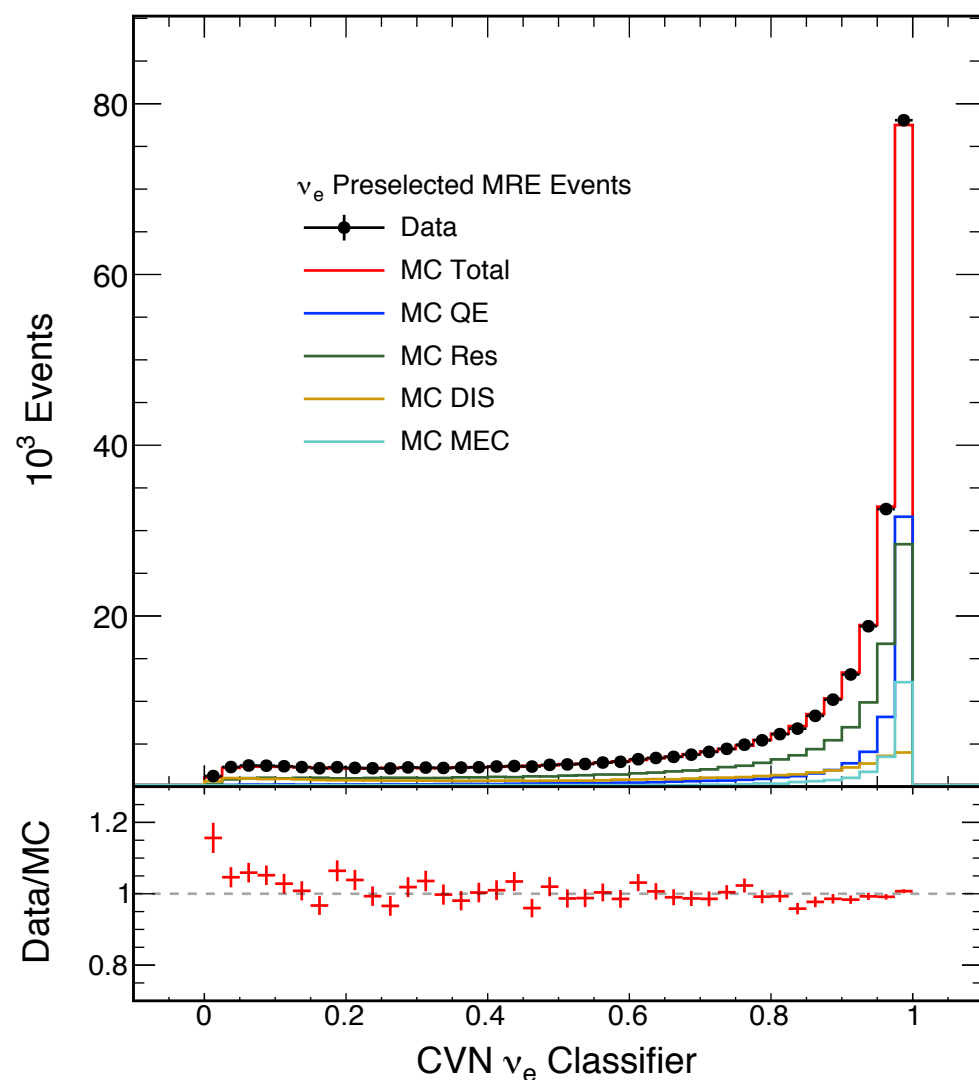 80
60
40
20
10³ Events
νₑ Preselected MRE Events
Data
MC Total
MC QE
MC Res
MC DIS
MC MEC
1.2
1
0.8
Data/MC
0 0.2 0.4 0.6 0.8 1
CVN νₑ Classifier